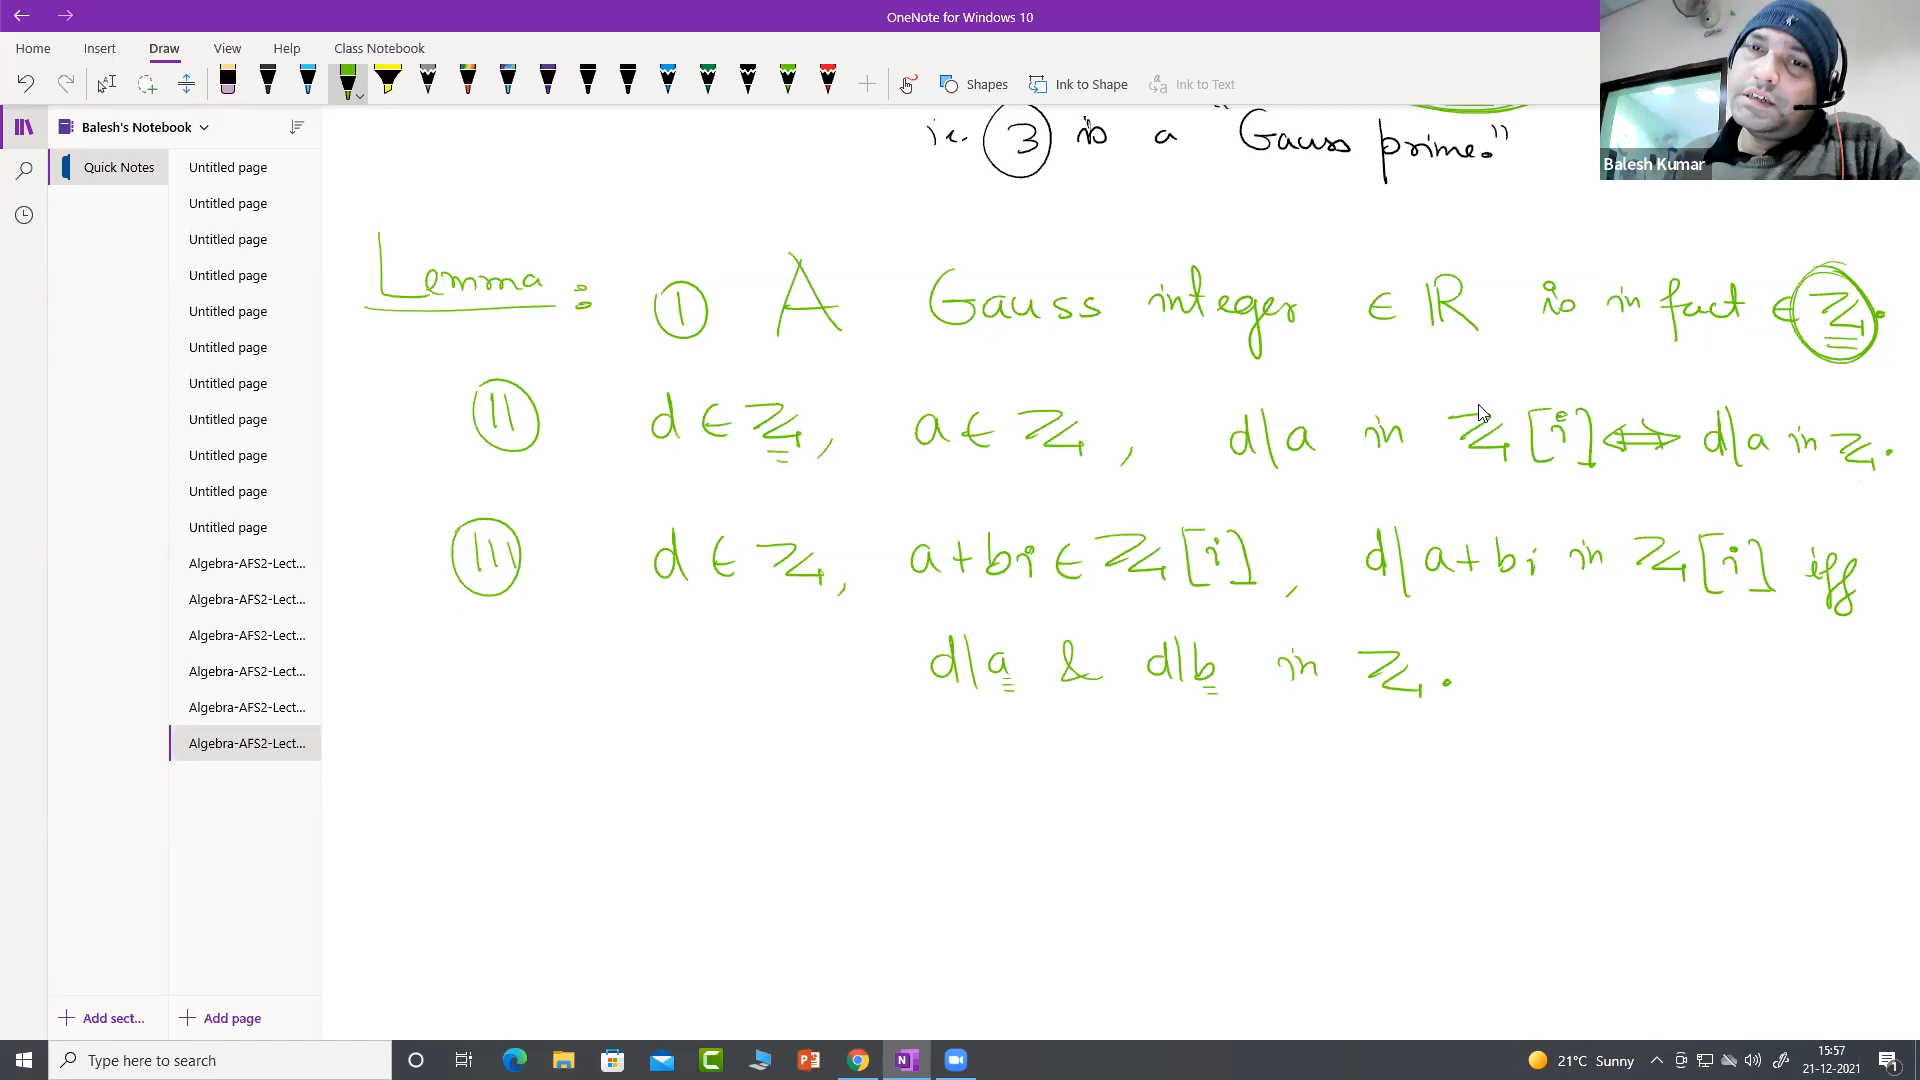 OneNote for Windows 10
Home Insert Draw View Help Class Notebook
Shapes Ink to Shape Ink to Text
Balesh's Notebook
Quick Notes
Untitled page
Untitled page
Untitled page
Untitled page
Untitled page
Untitled page
Untitled page
Untitled page
Untitled page
Untitled page
Untitled page
Algebra-AFS2-Lect...
Algebra-AFS2-Lect...
Algebra-AFS2-Lect...
Algebra-AFS2-Lect...
Algebra-AFS2-Lect...
Algebra-AFS2-Lect...
Add sect...
Add page
Balesh Kumar
i.e. 3 is a "Gauss prime."
Lemma : I A Gauss integer ∈ ℝ is in fact ∈ ℤ.
II d ∈ ℤ, a ∈ ℤ, d|a in ℤ[i] ⟺ d|a in ℤ.
III d ∈ ℤ, a+bi ∈ ℤ[i], d|a+bi in ℤ[i] iff
d|a & d|b in ℤ.
Type here to search
21°C Sunny
15:57
21-12-2021
1